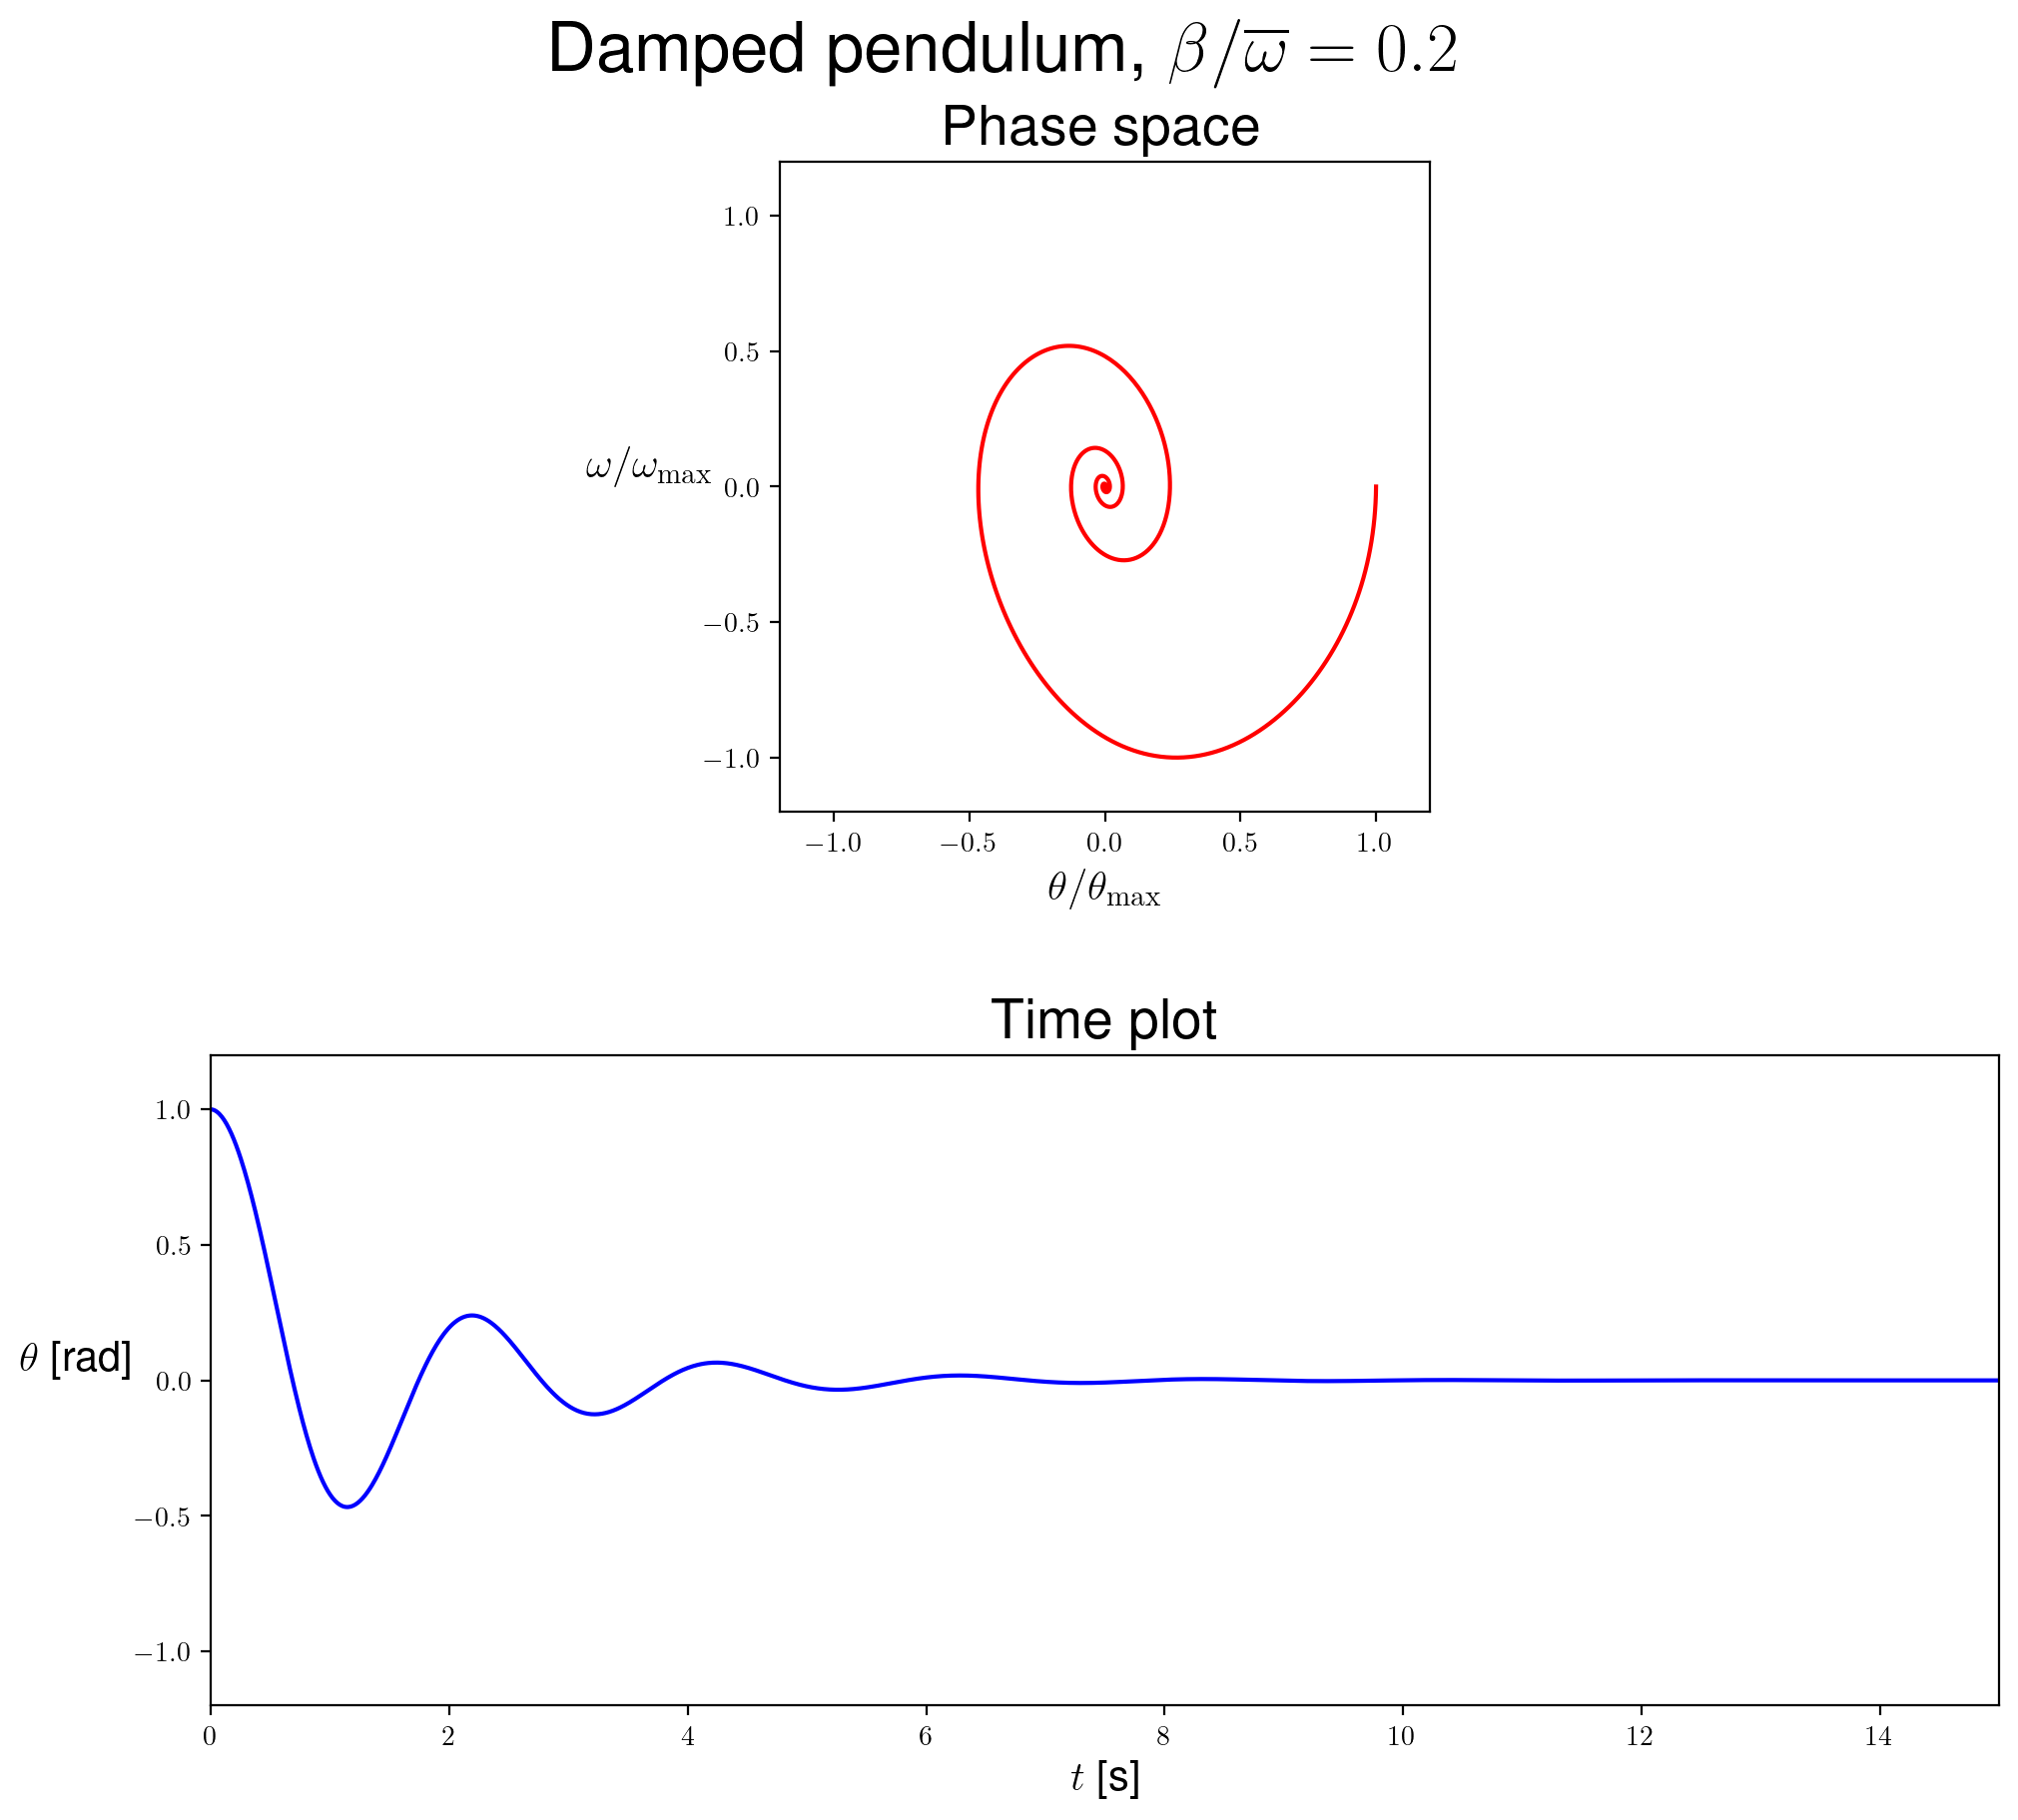 Damped pendulum, β/ω̅ = 0.2
Phase space
1.0
0.5
ω/ωmax 0.0
−0.5
−1.0
−1.0 −0.5 0.0 0.5 1.0
θ/θmax
Time plot
1.0
0.5
θ [rad] 0.0
−0.5
−1.0
0 2 4 6 8 10 12 14
t [s]